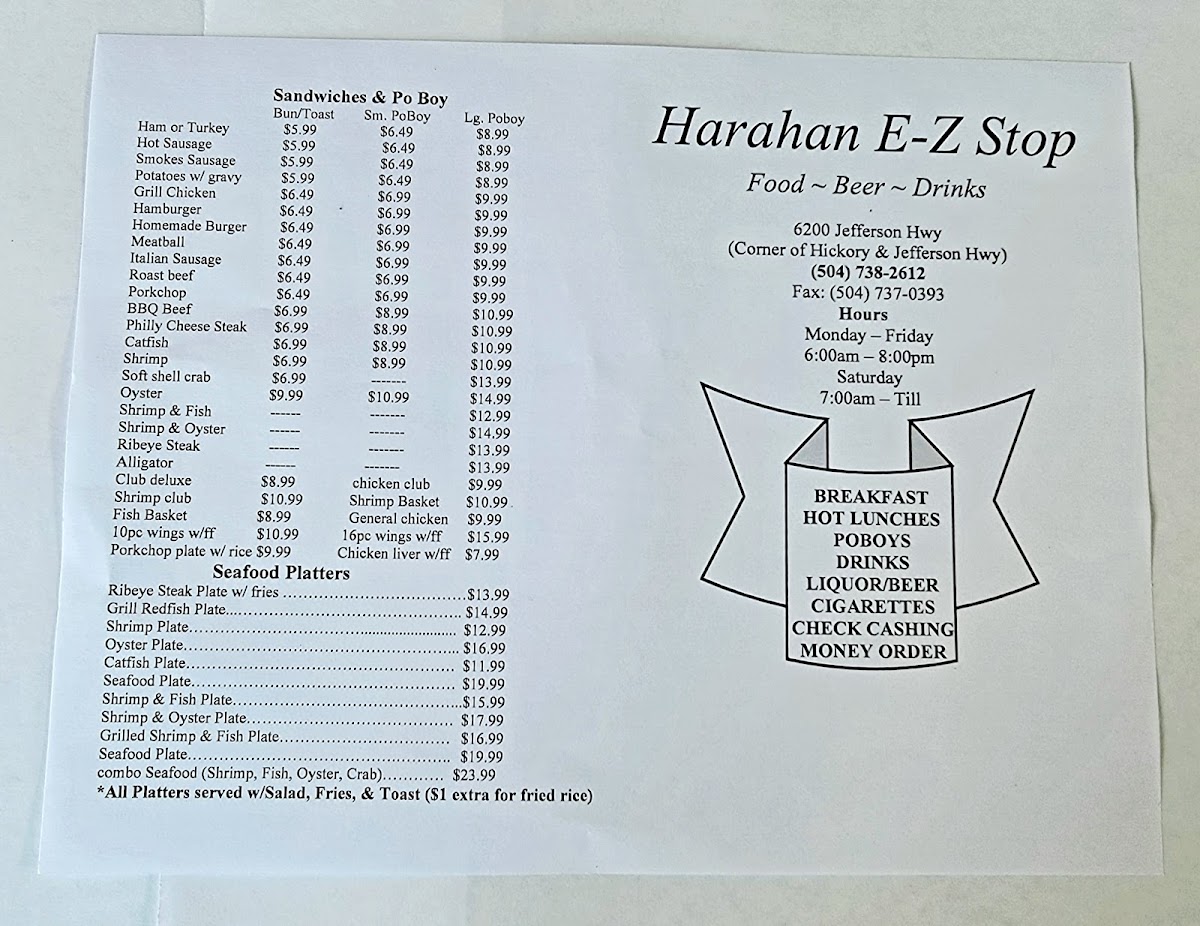 Sandwiches & Po Boy
Bun/Toast Sm. PoBoy Lg. Poboy
Ham or Turkey $5.99 $6.49 $8.99
Hot Sausage $5.99 $6.49 $8.99
Smokes Sausage $5.99 $6.49 $8.99
Potatoes w/ gravy $5.99 $6.49 $8.99
Grill Chicken $6.49 $6.99 $9.99
Hamburger $6.49 $6.99 $9.99
Homemade Burger $6.49 $6.99 $9.99
Meatball $6.49 $6.99 $9.99
Italian Sausage $6.49 $6.99 $9.99
Roast beef $6.49 $6.99 $9.99
Porkchop $6.49 $6.99 $9.99
BBQ Beef $6.99 $8.99 $10.99
Philly Cheese Steak $6.99 $8.99 $10.99
Catfish $6.99 $8.99 $10.99
Shrimp $6.99 $8.99 $10.99
Soft shell crab $6.99 ------- $13.99
Oyster $9.99 $10.99 $14.99
Shrimp & Fish ------ ------- $12.99
Shrimp & Oyster ------ ------- $14.99
Ribeye Steak ------ ------- $13.99
Alligator ------ ------- $13.99
Club deluxe $8.99 chicken club $9.99
Shrimp club $10.99 Shrimp Basket $10.99
Fish Basket $8.99 General chicken $9.99
10pc wings w/ff $10.99 16pc wings w/ff $15.99
Porkchop plate w/ rice $9.99 Chicken liver w/ff $7.99
Seafood Platters
Ribeye Steak Plate w/ fries ........................................$13.99
Grill Redfish Plate.................................................... $14.99
Shrimp Plate............................................................ $12.99
Oyster Plate............................................................. $16.99
Catfish Plate............................................................ $11.99
Seafood Plate........................................................... $19.99
Shrimp & Fish Plate..................................................$15.99
Shrimp & Oyster Plate.............................................. $17.99
Grilled Shrimp & Fish Plate...................................... $16.99
Seafood Plate........................................................... $19.99
combo Seafood (Shrimp, Fish, Oyster, Crab)............ $23.99
*All Platters served w/Salad, Fries, & Toast ($1 extra for fried rice)
Harahan E-Z Stop
Food ~ Beer ~ Drinks
6200 Jefferson Hwy
(Corner of Hickory & Jefferson Hwy)
(504) 738-2612
Fax: (504) 737-0393
Hours
Monday – Friday
6:00am – 8:00pm
Saturday
7:00am – Till
BREAKFAST
HOT LUNCHES
POBOYS
DRINKS
LIQUOR/BEER
CIGARETTES
CHECK CASHING
MONEY ORDER